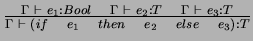 Γ ⊢ e₁:Bool Γ ⊢ e₂:T Γ ⊢ e₃:T
Γ ⊢ (if e₁ then e₂ else e₃):T